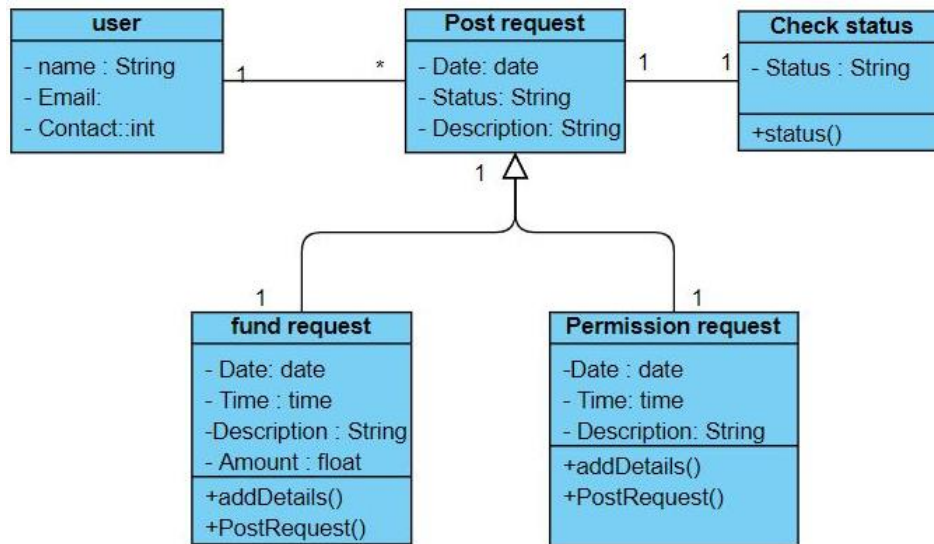 user
- name : String
- Email:
- Contact::int
1
*
Post request
- Date: date
- Status: String
- Description: String
1
1
Check status
- Status : String
+status()
1
1
fund request
- Date: date
- Time : time
-Description : String
- Amount : float
+addDetails()
+PostRequest()
1
Permission request
-Date : date
- Time: time
- Description: String
+addDetails()
+PostRequest()